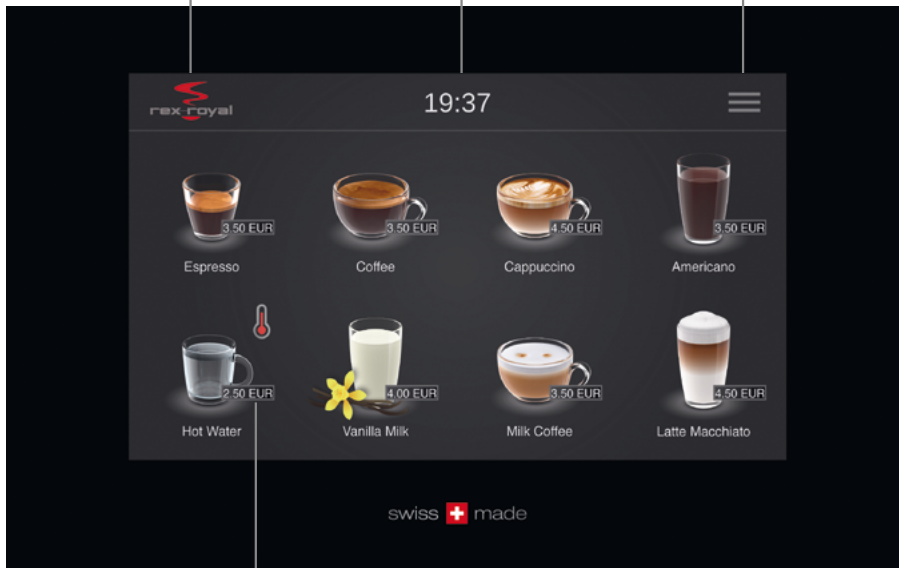 rex-royal
19:37
3.50 EUR
3.50 EUR
4.50 EUR
3.50 EUR
Espresso
Coffee
Cappuccino
Americano
2.50 EUR
4.00 EUR
3.50 EUR
4.50 EUR
Hot Water
Vanilla Milk
Milk Coffee
Latte Macchiato
swiss made